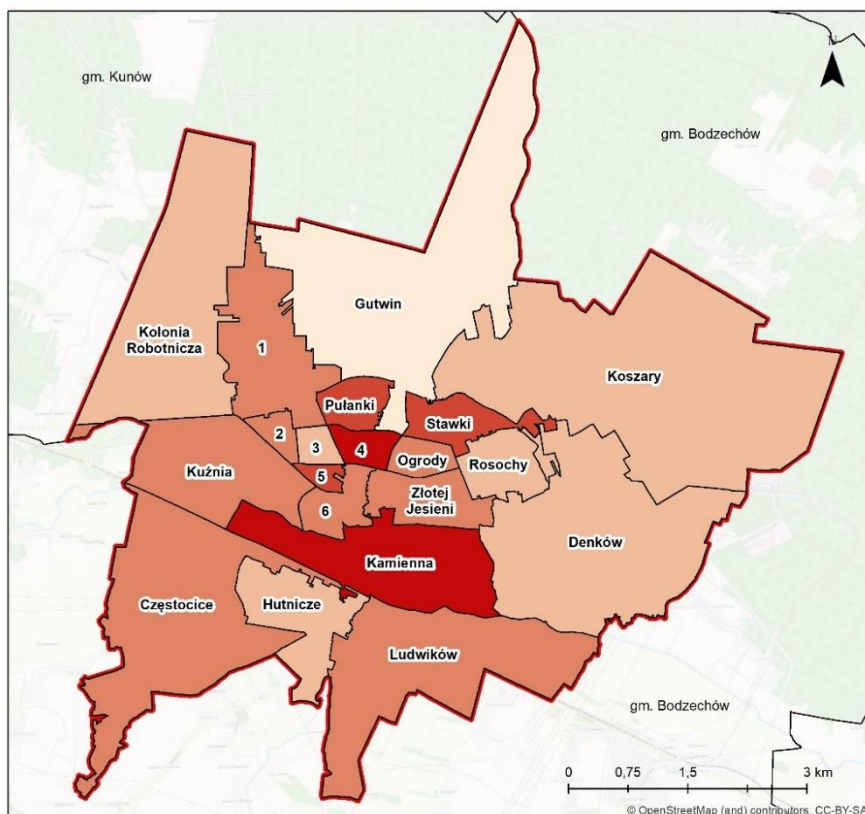 N
gm. Kunów
gm. Bodzechów
Gutwin
Kolonia
Robotnicza
1
Koszary
Pułanki
Stawki
2
3
4
Ogrody
Rosochy
Kuźnia
5
Złotej
Jesieni
6
Denków
Kamienna
Częstocice
Hutnicze
Ludwików
gm. Bodzechów
0 0,75 1,5 3 km
© OpenStreetMap (and) contributors, CC-BY-SA